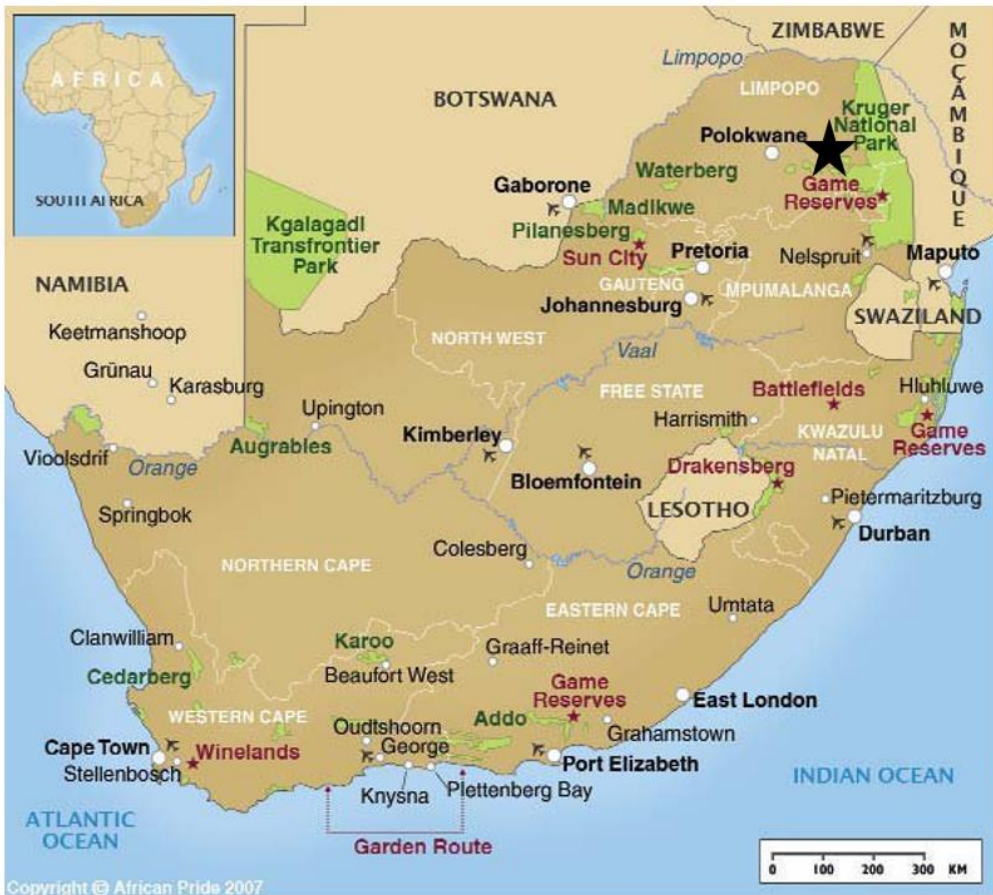 AFRICA
SOUTH AFRICA
ZIMBABWE
MOÇAMBIQUE
Limpopo
LIMPOPO
BOTSWANA
Kruger
National
Park
Polokwane
Waterberg
Game
Reserves
Gaborone
Madikwe
Kgalagadi
Transfrontier
Park
Pilanesberg
Sun City
Pretoria
Nelspruit
Maputo
NAMIBIA
GAUTENG
MPUMALANGA
Johannesburg
SWAZILAND
Keetmanshoop
NORTH WEST
Vaal
Grünau
Karasburg
FREE STATE
Battlefields
Hluhluwe
Upington
Harrismith
Augrabies
Kimberley
KWAZULU
NATAL
Game
Reserves
Vioolsdrif
Orange
Drakensberg
Bloemfontein
Springbok
LESOTHO
Pietermaritzburg
Durban
Colesberg
NORTHERN CAPE
Orange
EASTERN CAPE
Umtata
Clanwilliam
Karoo
Graaff-Reinet
Cedarberg
Beaufort West
Game
Reserves
East London
WESTERN CAPE
Addo
Oudtshoorn
Grahamstown
Cape Town
Winelands
George
Stellenbosch
Port Elizabeth
Knysna
Plettenberg Bay
INDIAN OCEAN
ATLANTIC
OCEAN
Garden Route
0 100 200 300 KM
Copyright © African Pride 2007